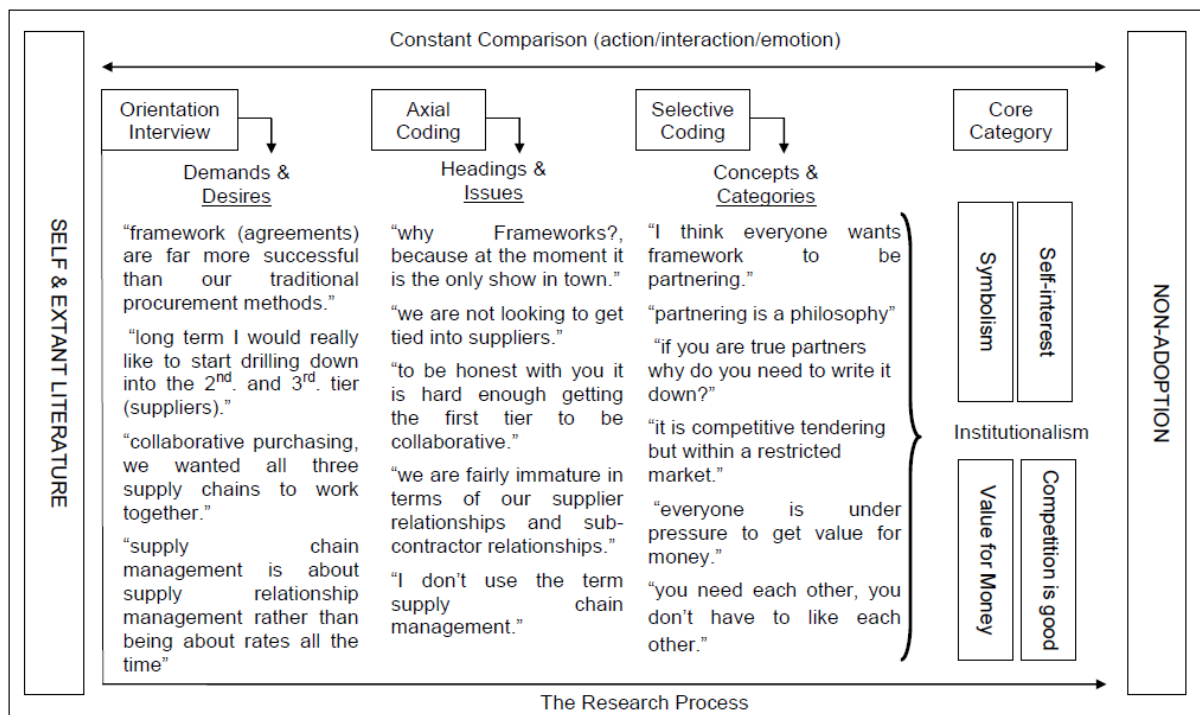 Constant Comparison (action/interaction/emotion)
SELF & EXTANT LITERATURE
Orientation
Interview
Demands &
Desires
“framework (agreements)
are far more successful
than our traditional
procurement methods.”
“long term I would really
like to start drilling down
into the 2nd. and 3rd. tier
(suppliers).”
“collaborative purchasing,
we wanted all three
supply chains to work
together.”
“supply chain
management is about
supply relationship
management rather than
being about rates all the
time”
Axial
Coding
Headings &
Issues
“why Frameworks?,
because at the moment it
is the only show in town.”
“we are not looking to get
tied into suppliers.”
“to be honest with you it
is hard enough getting
the first tier to be
collaborative.”
“we are fairly immature in
terms of our supplier
relationships and sub-
contractor relationships.”
“I don’t use the term
supply chain
management.”
Selective
Coding
Concepts &
Categories
“I think everyone wants
framework to be
partnering.”
“partnering is a philosophy”
“if you are true partners
why do you need to write it
down?”
“it is competitive tendering
but within a restricted
market.”
“everyone is under
pressure to get value for
money.”
“you need each other, you
don’t have to like each
other.”
Core
Category
Symbolism
Self-interest
Institutionalism
Value for Money
Competition is good
NON-ADOPTION
The Research Process